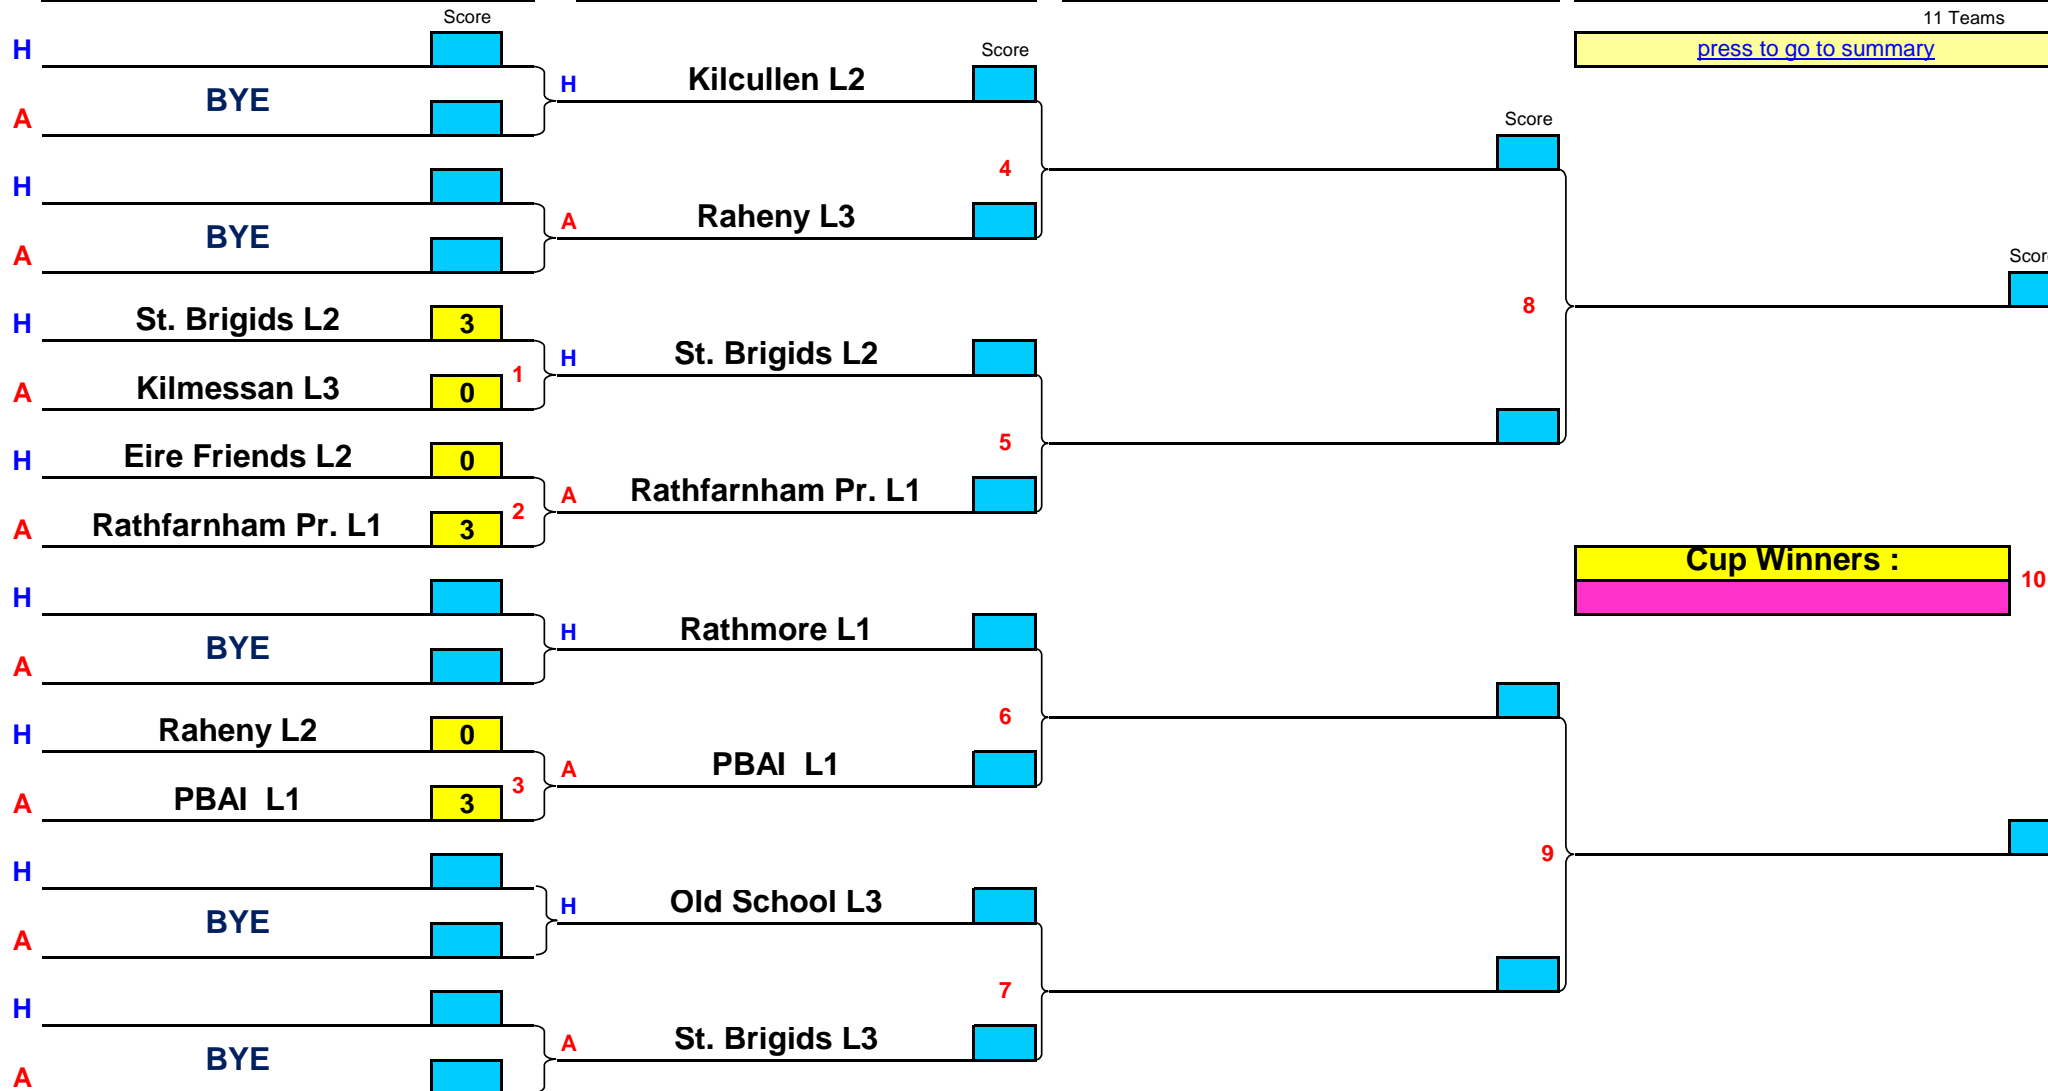 Score
11 Teams
H
Score
press to go to summary
H
Kilcullen L2
BYE
A
Score
4
H
A
Raheny L3
BYE
A
Scor
H
St. Brigids L2
3
8
H
St. Brigids L2
1
A
Kilmessan L3
0
5
H
Eire Friends L2
0
A
Rathfarnham Pr. L1
2
A
Rathfarnham Pr. L1
3
Cup Winners :
10
H
H
Rathmore L1
BYE
A
6
H
Raheny L2
0
A
PBAI L1
3
A
PBAI L1
3
9
H
H
Old School L3
BYE
A
7
H
A
St. Brigids L3
BYE
A